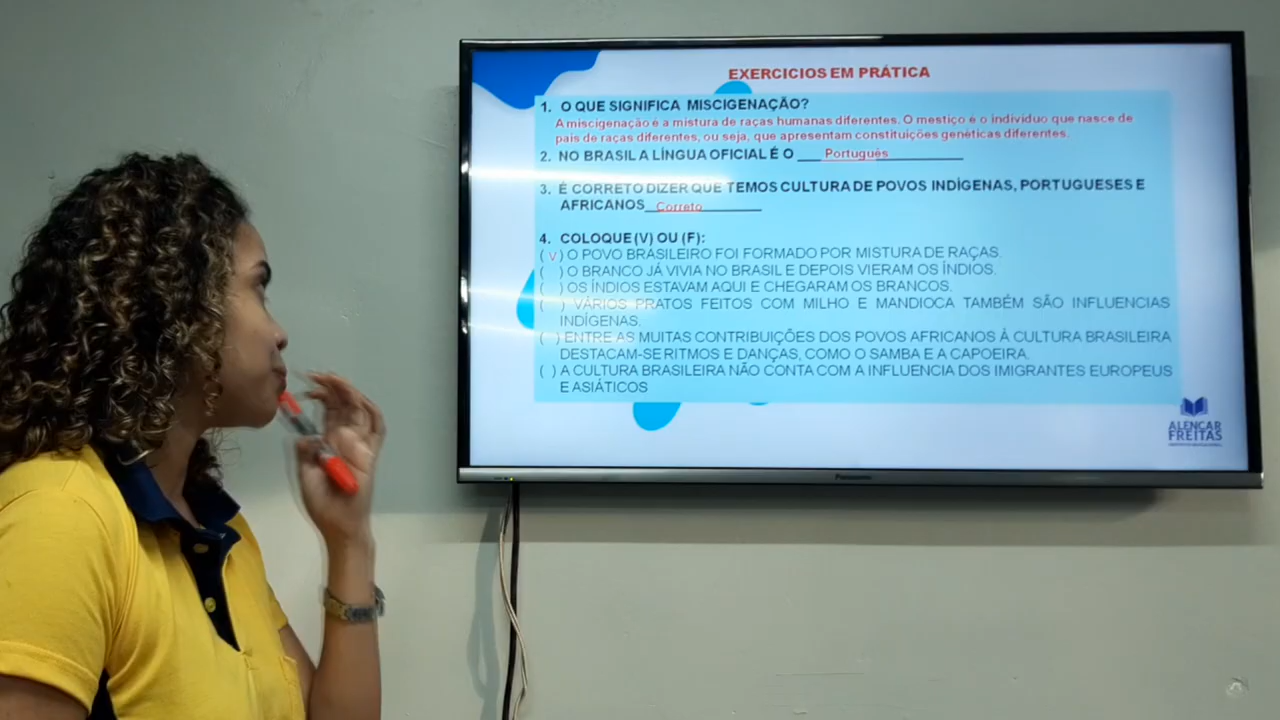 EXERCICIOS EM PRÁTICA
1. O QUE SIGNIFICA MISCIGENAÇÃO?
A miscigenação é a mistura de raças humanas diferentes. O mestiço é o indivíduo que nasce de
pais de raças diferentes, ou seja, que apresentam constituições genéticas diferentes.
2. NO BRASIL A LÍNGUA OFICIAL É O ___Português__________
3. É CORRETO DIZER QUE TEMOS CULTURA DE POVOS INDÍGENAS, PORTUGUESES E
AFRICANOS_Correto________
4. COLOQUE (V) OU (F):
( V ) O POVO BRASILEIRO FOI FORMADO POR MISTURA DE RAÇAS.
( ) O BRANCO JÁ VIVIA NO BRASIL E DEPOIS VIERAM OS ÍNDIOS.
( ) OS ÍNDIOS ESTAVAM AQUI E CHEGARAM OS BRANCOS.
( ) VÁRIOS PRATOS FEITOS COM MILHO E MANDIOCA TAMBÉM SÃO INFLUENCIAS
INDÍGENAS.
( ) ENTRE AS MUITAS CONTRIBUIÇÕES DOS POVOS AFRICANOS À CULTURA BRASILEIRA
DESTACAM-SE RITMOS E DANÇAS, COMO O SAMBA E A CAPOEIRA.
( ) A CULTURA BRASILEIRA NÃO CONTA COM A INFLUENCIA DOS IMIGRANTES EUROPEUS
E ASIÁTICOS
ALENCAR
FREITAS
Panasonic